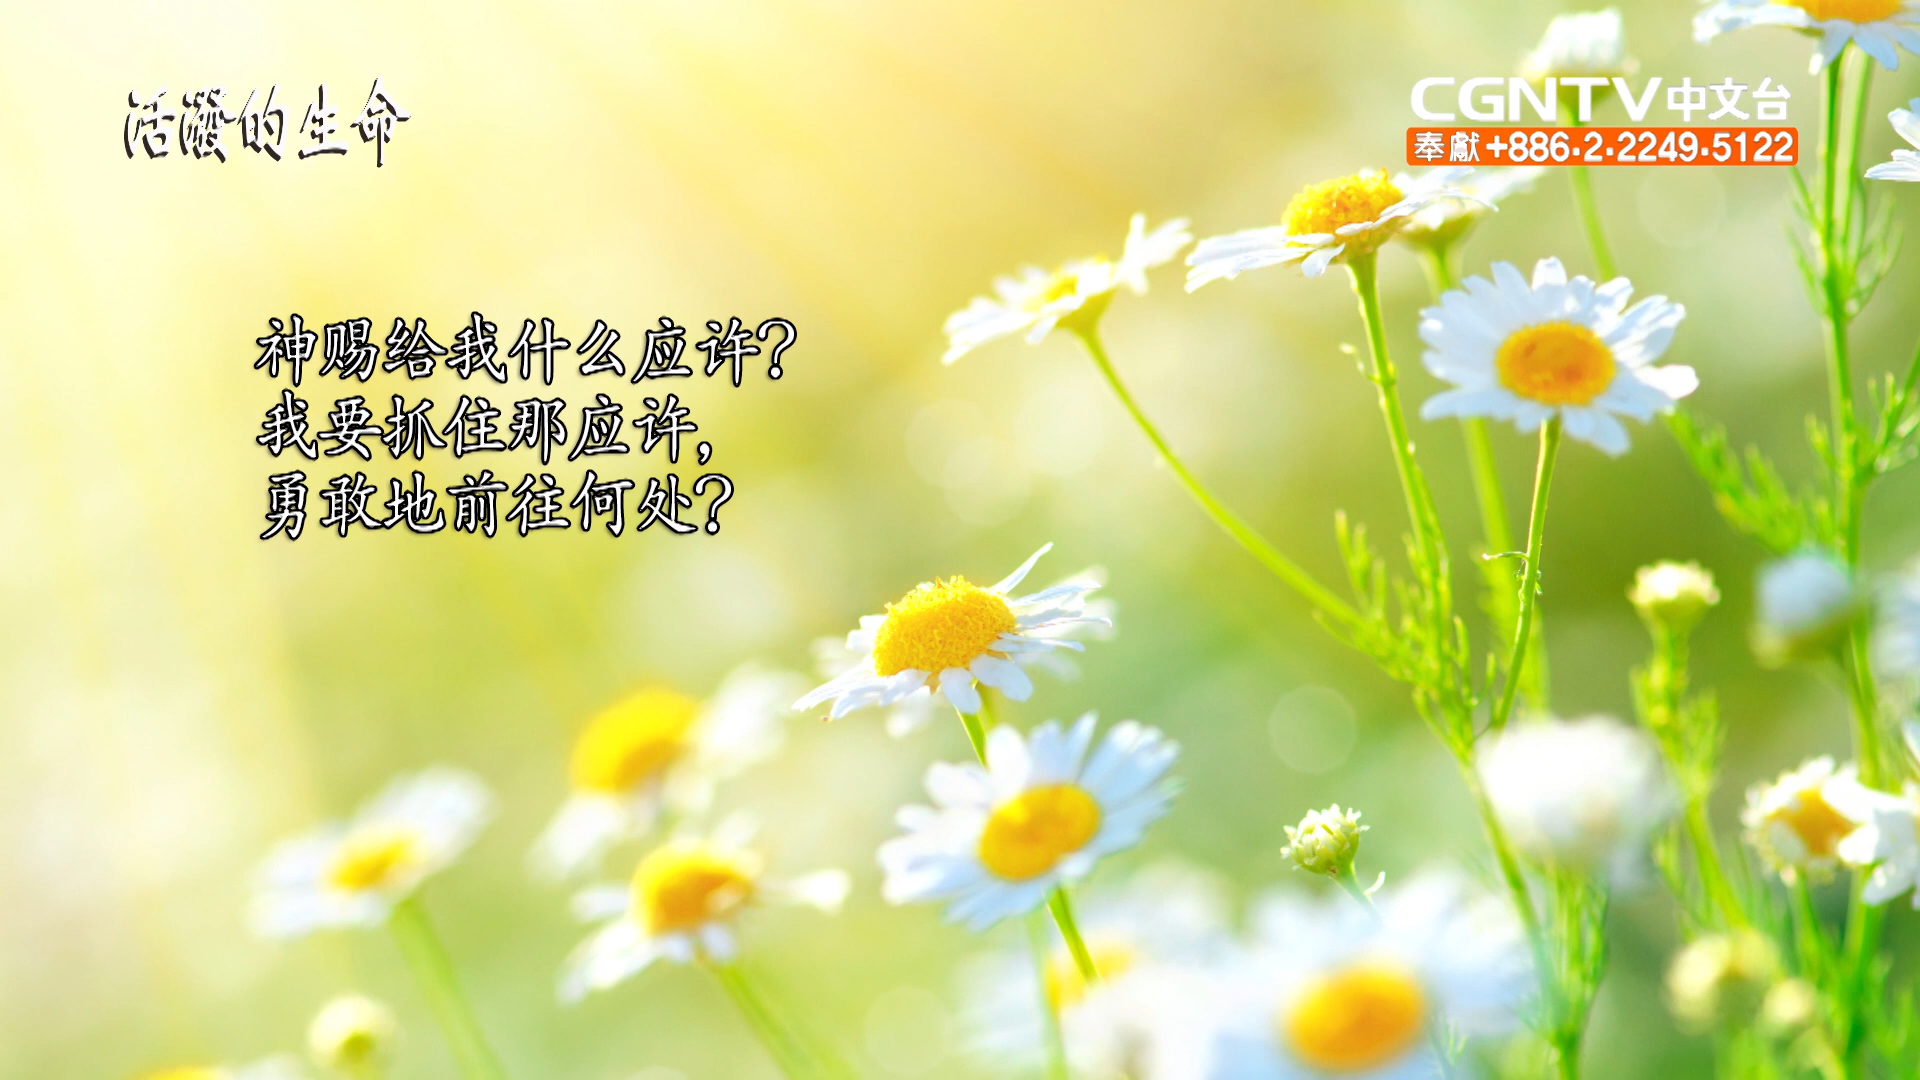 活潑的生命
CGNTV中文台
奉獻+886·2·2249·5122
神赐给我什么应许?
我要抓住那应许,
勇敢地前往何处?